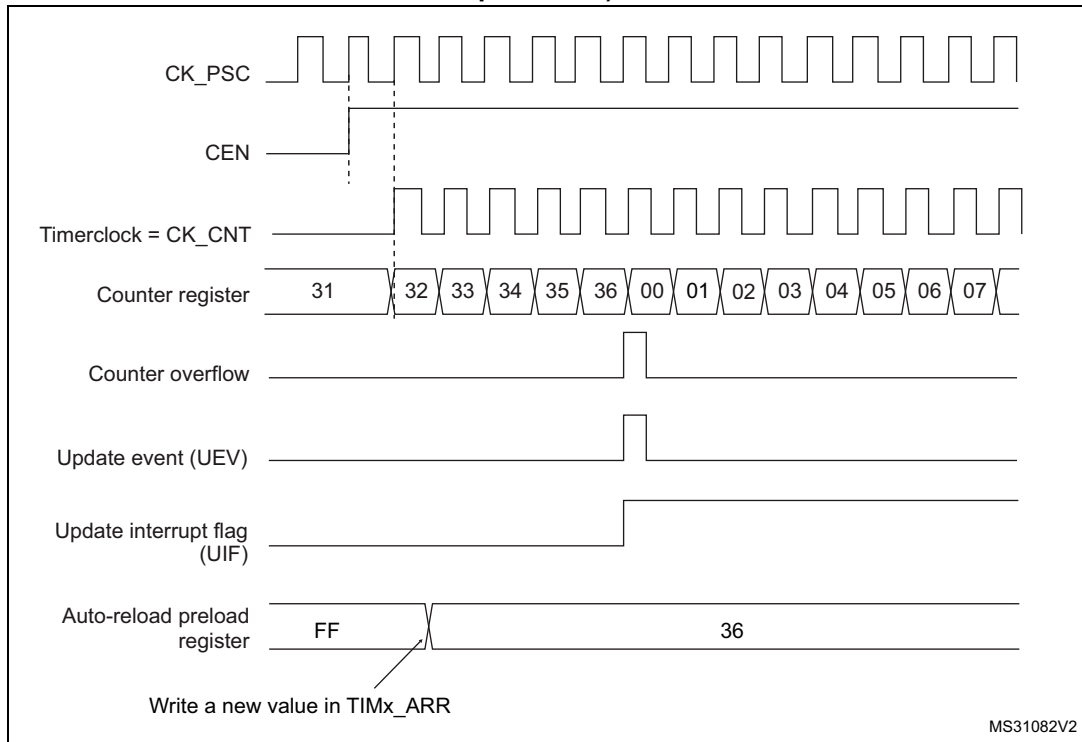 CK_PSC
CEN
Timerclock = CK_CNT
Counter register 31 32 33 34 35 36 00 01 02 03 04 05 06 07
Counter overflow
Update event (UEV)
Update interrupt flag
(UIF)
Auto-reload preload
register FF 36
Write a new value in TIMx_ARR
MS31082V2